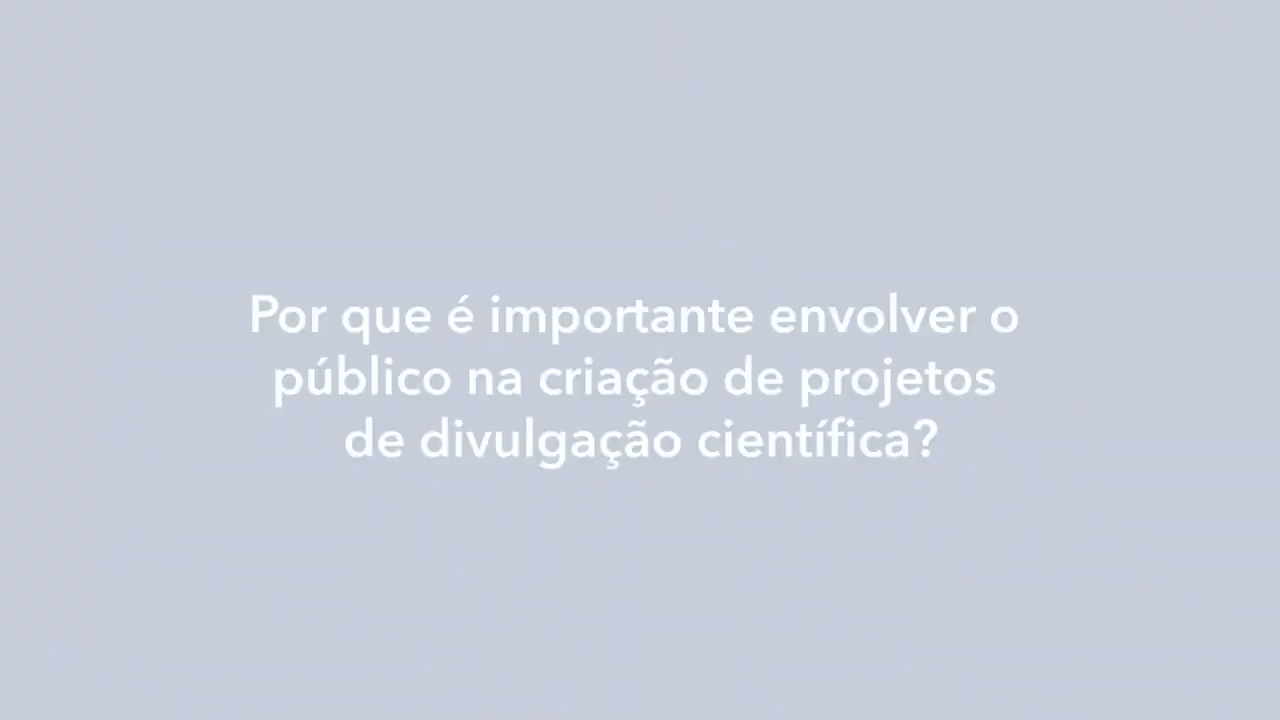 Por que é importante envolver o
público na criação de projetos
de divulgação científica?